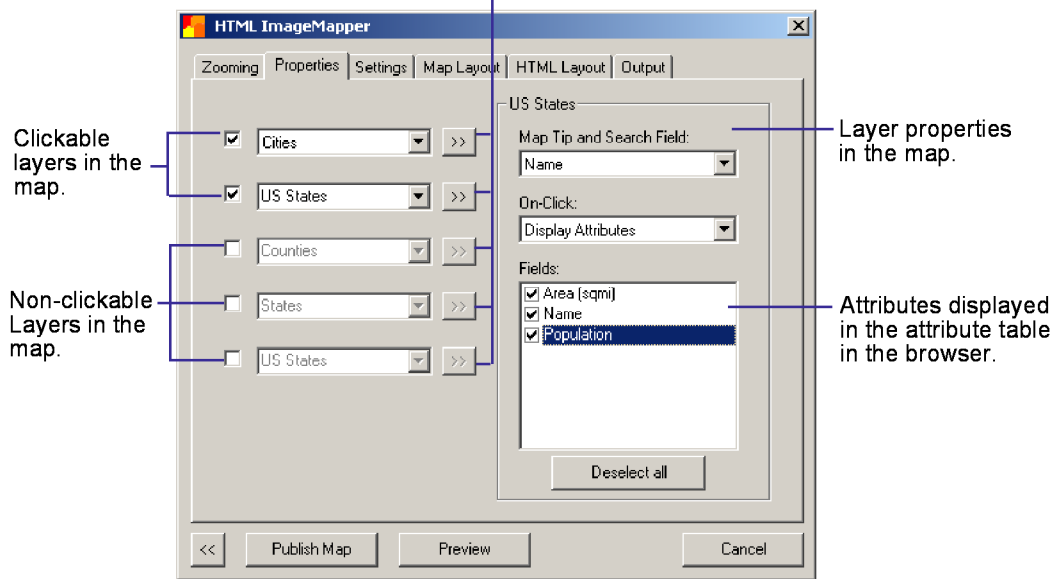 HTML ImageMapper
Zooming Properties Settings Map Layout HTML Layout Output
Clickable
layers in the
map.
Cities >>
US States >>
Non-clickable
Layers in the
map.
Counties >>
States >>
US States >>
US States
Map Tip and Search Field:
Name
On-Click:
Display Attributes
Fields:
Area (sqmi)
Name
Population
Deselect all
Layer properties
in the map.
Attributes displayed
in the attribute table
in the browser.
<< Publish Map Preview Cancel